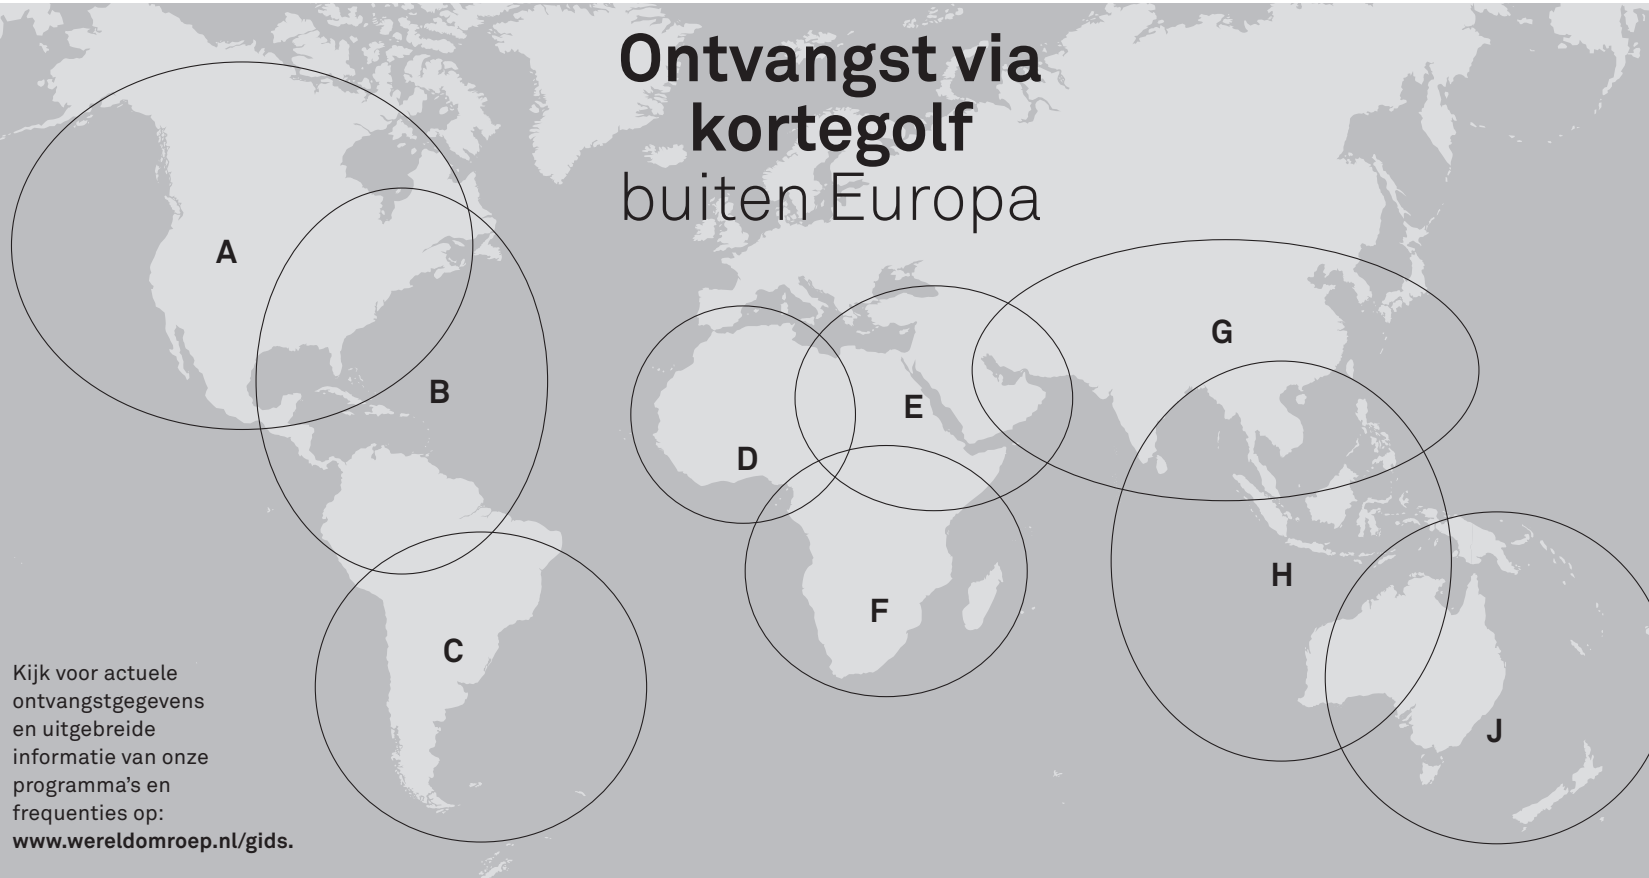 Ontvangst via
kortegolf
buiten Europa
A
B
C
D
E
F
G
H
J
Kijk voor actuele
ontvangstgegevens
en uitgebreide
informatie van onze
programma’s en
frequenties op:
www.wereldomroep.nl/gids.